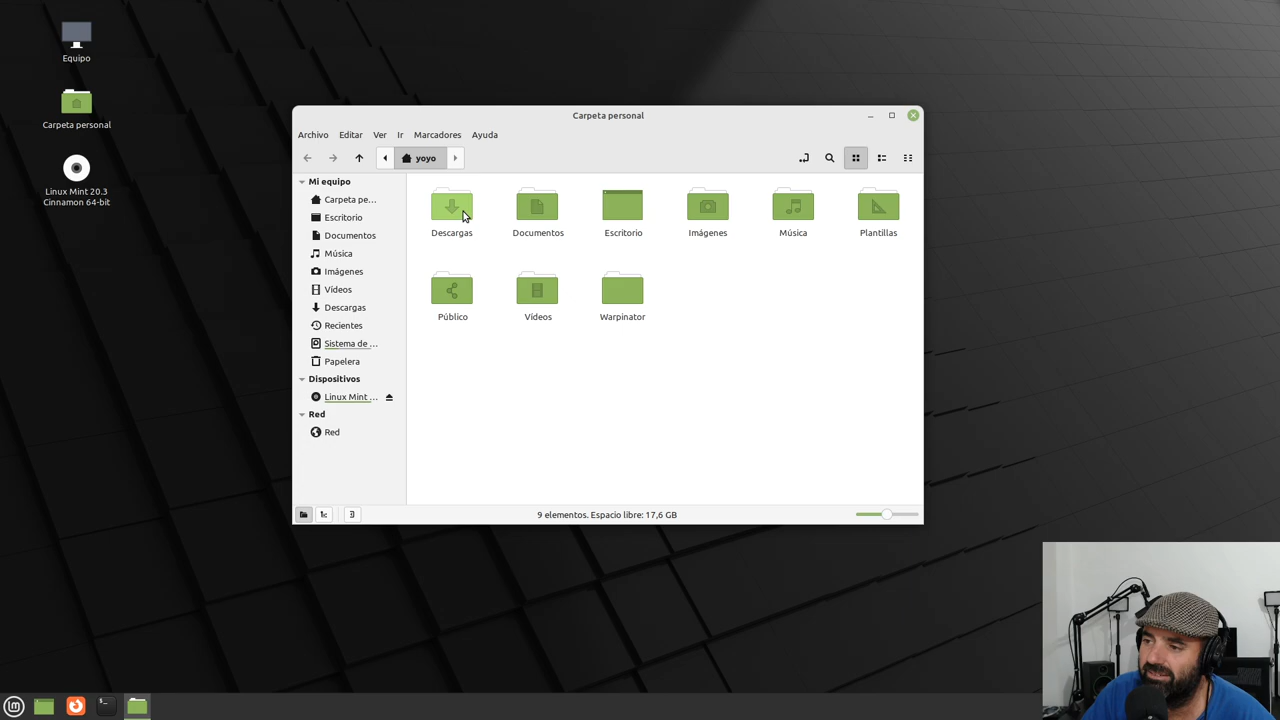 Equipo
Carpeta personal
Linux Mint 20.3
Cinnamon 64-bit
Carpeta personal
Archivo Editar Ver Ir Marcadores Ayuda
yoyo
Mi equipo
Carpeta pe...
Escritorio
Documentos
Música
Imágenes
Vídeos
Descargas
Recientes
Sistema de ...
Papelera
Dispositivos
Linux Mint ...
Red
Red
Descargas Documentos Escritorio Imágenes Música Plantillas
Público Vídeos Warpinator
9 elementos. Espacio libre: 17,6 GB